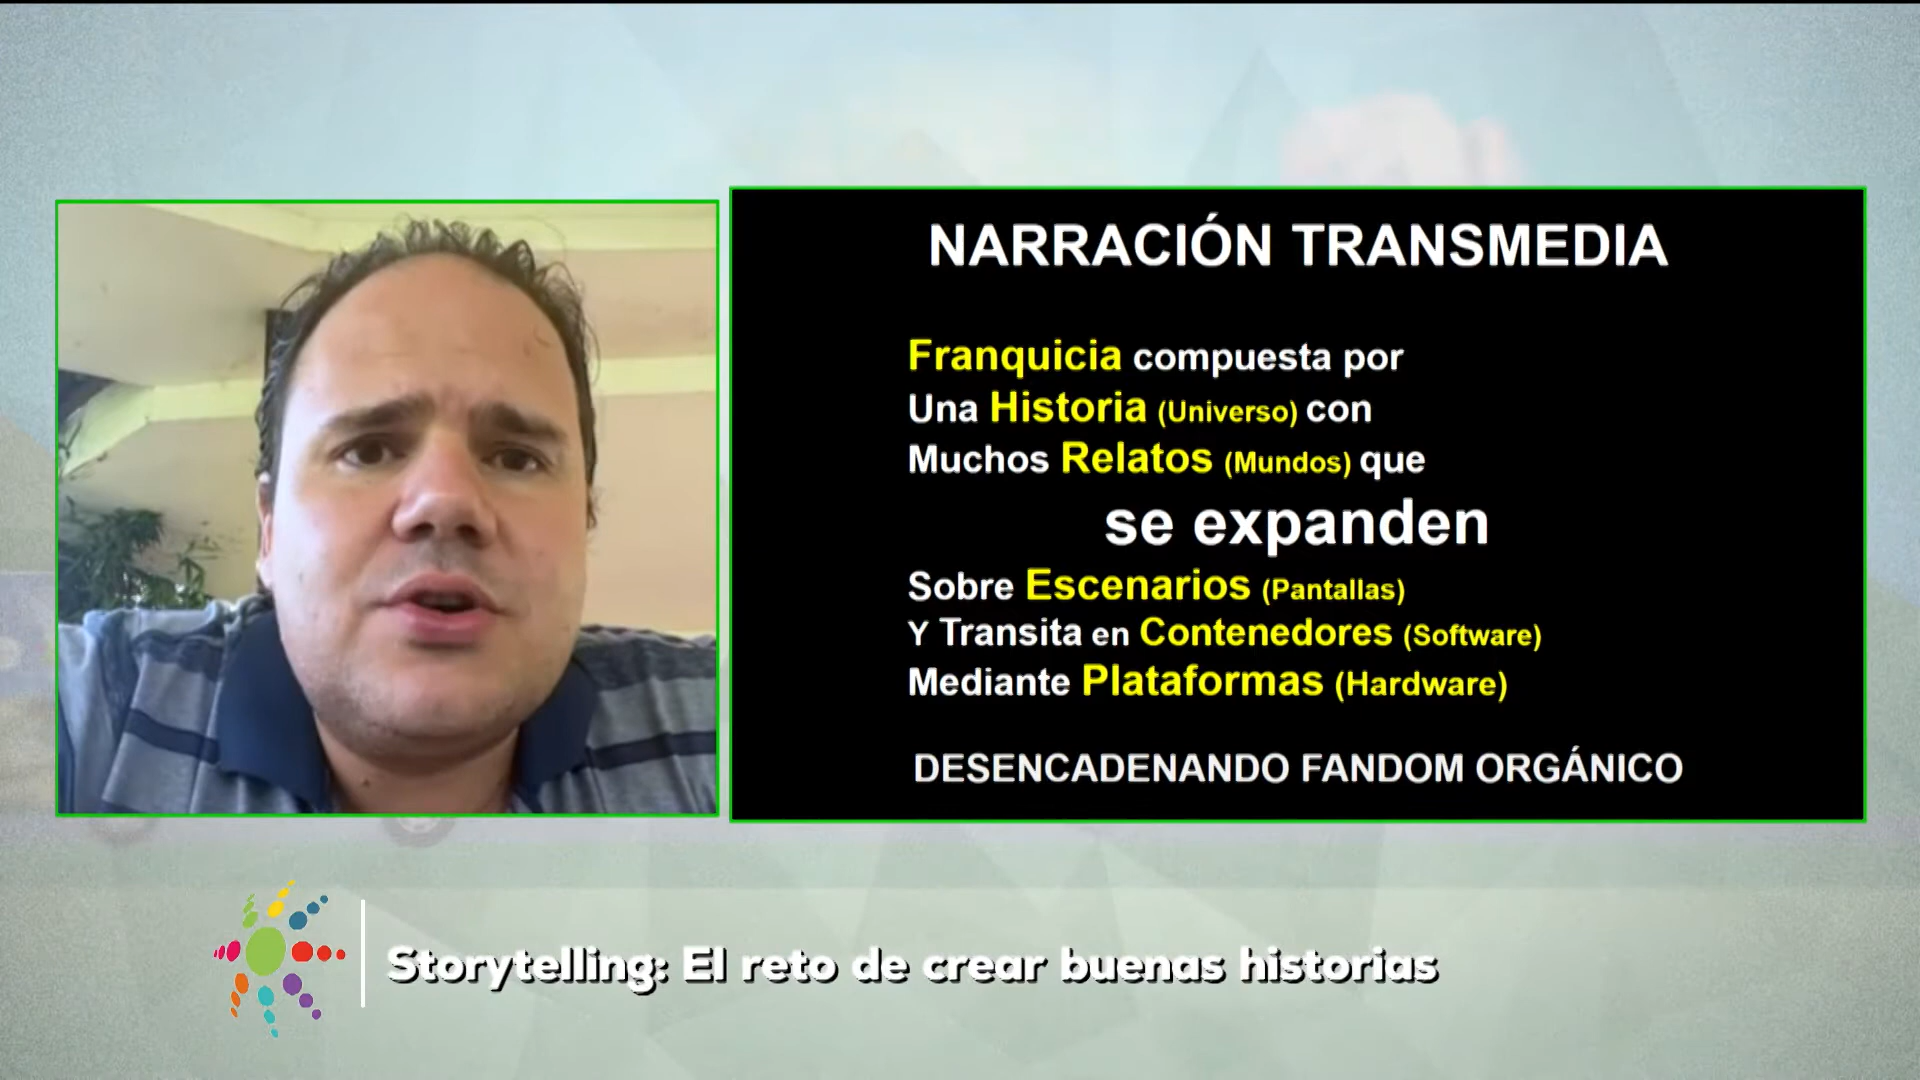 NARRACIÓN TRANSMEDIA
Franquicia compuesta por
Una Historia (Universo) con
Muchos Relatos (Mundos) que
se expanden
Sobre Escenarios (Pantallas)
Y Transita en Contenedores (Software)
Mediante Plataformas (Hardware)
DESENCADENANDO FANDOM ORGÁNICO
Storytelling: El reto de crear buenas historias